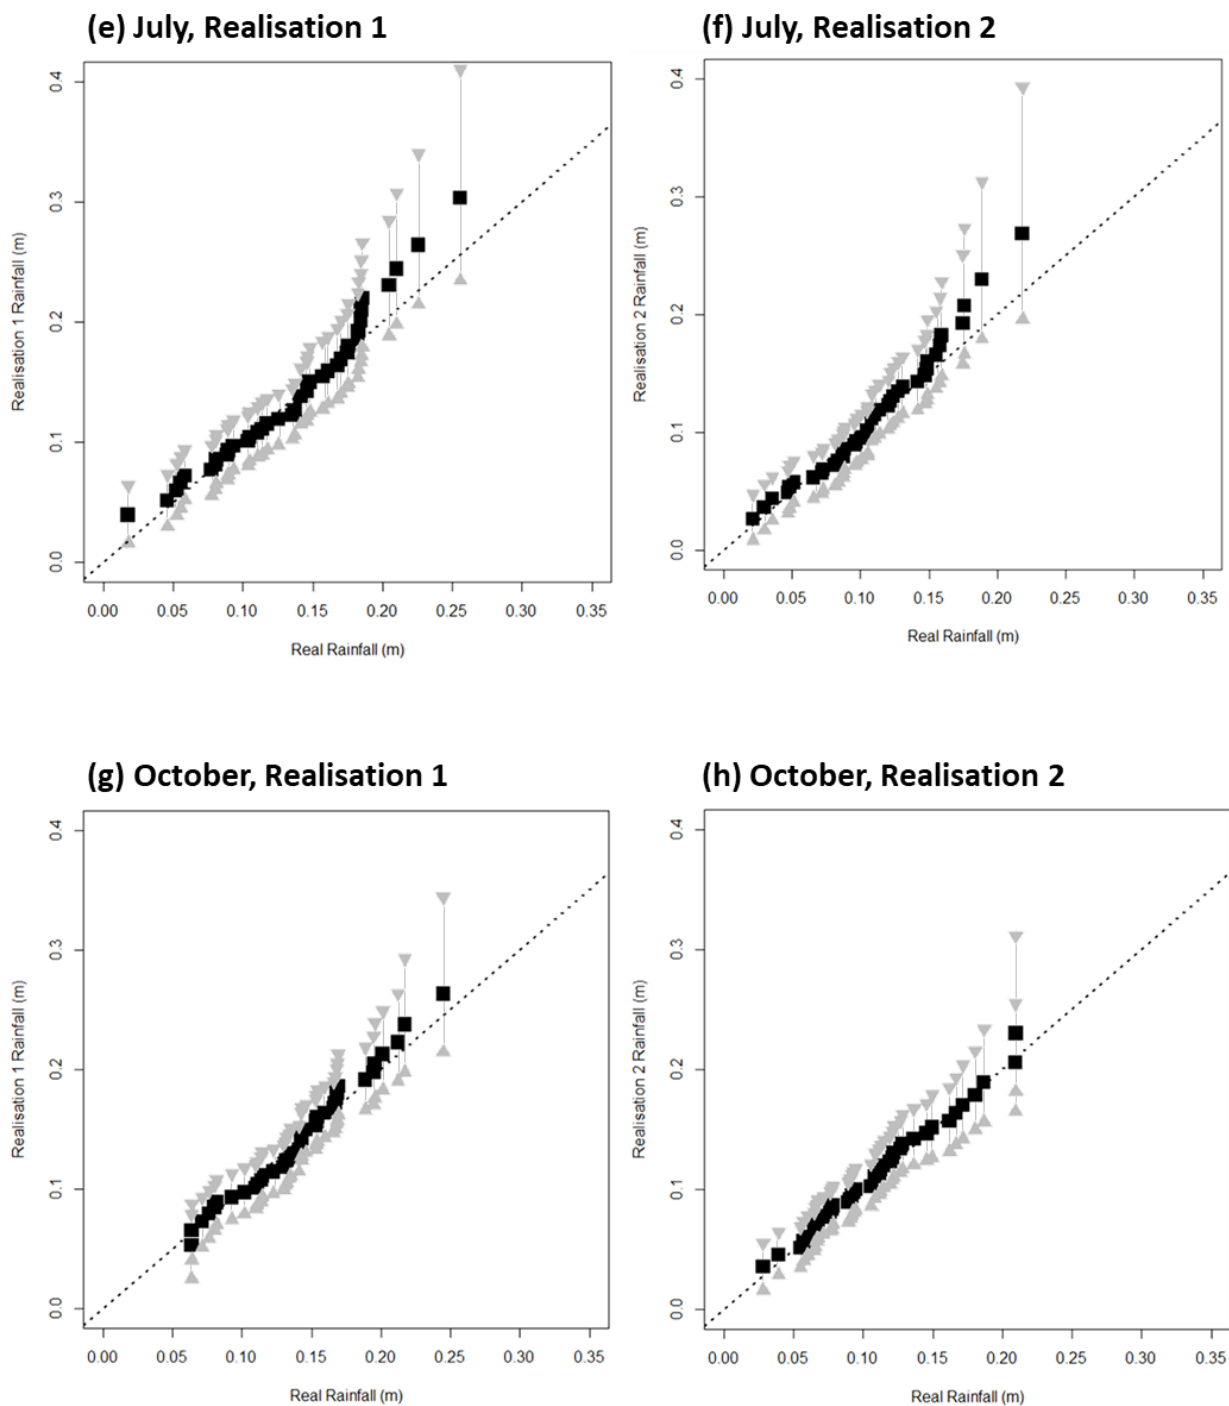 (e) July, Realisation 1
(f) July, Realisation 2
0.4
0.3
0.2
0.1
0.0
Realisation 1 Rainfall (m)
0.00 0.05 0.10 0.15 0.20 0.25 0.30 0.35
Real Rainfall (m)
0.4
0.3
0.2
0.1
0.0
Realisation 2 Rainfall (m)
0.00 0.05 0.10 0.15 0.20 0.25 0.30 0.35
Real Rainfall (m)
(g) October, Realisation 1
(h) October, Realisation 2
0.4
0.3
0.2
0.1
0.0
Realisation 1 Rainfall (m)
0.00 0.05 0.10 0.15 0.20 0.25 0.30 0.35
Real Rainfall (m)
0.4
0.3
0.2
0.1
0.0
Realisation 2 Rainfall (m)
0.00 0.05 0.10 0.15 0.20 0.25 0.30 0.35
Real Rainfall (m)